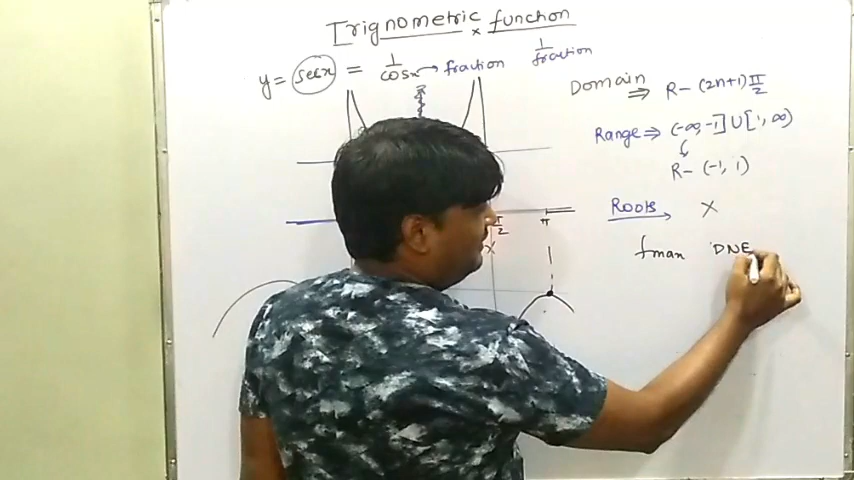 Trignometric function
y = secx = 1/cosx → fraction 1/fraction
Domain ⇒ R - (2n+1)π/2
Range ⇒ (-∞, -1] U [1, ∞)
R - (-1, 1)
Roots → X
fman DNE
π/2 π
X